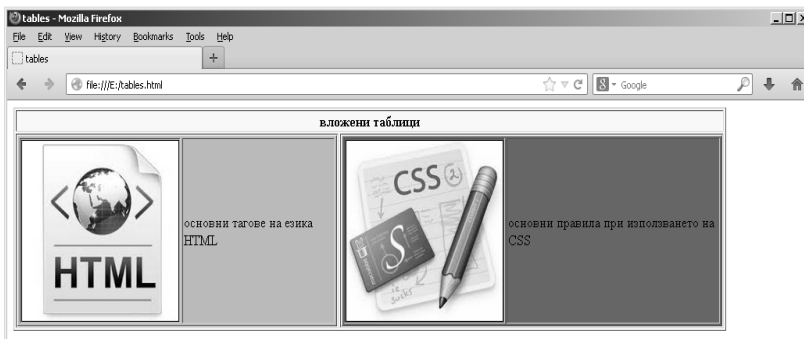 tables - Mozilla Firefox
File Edit View History Bookmarks Tools Help
tables
file:///E:/tables.html
Google
вложени таблици
основни тагове на езика
HTML
HTML
CSS
основни правила при използването на
CSS